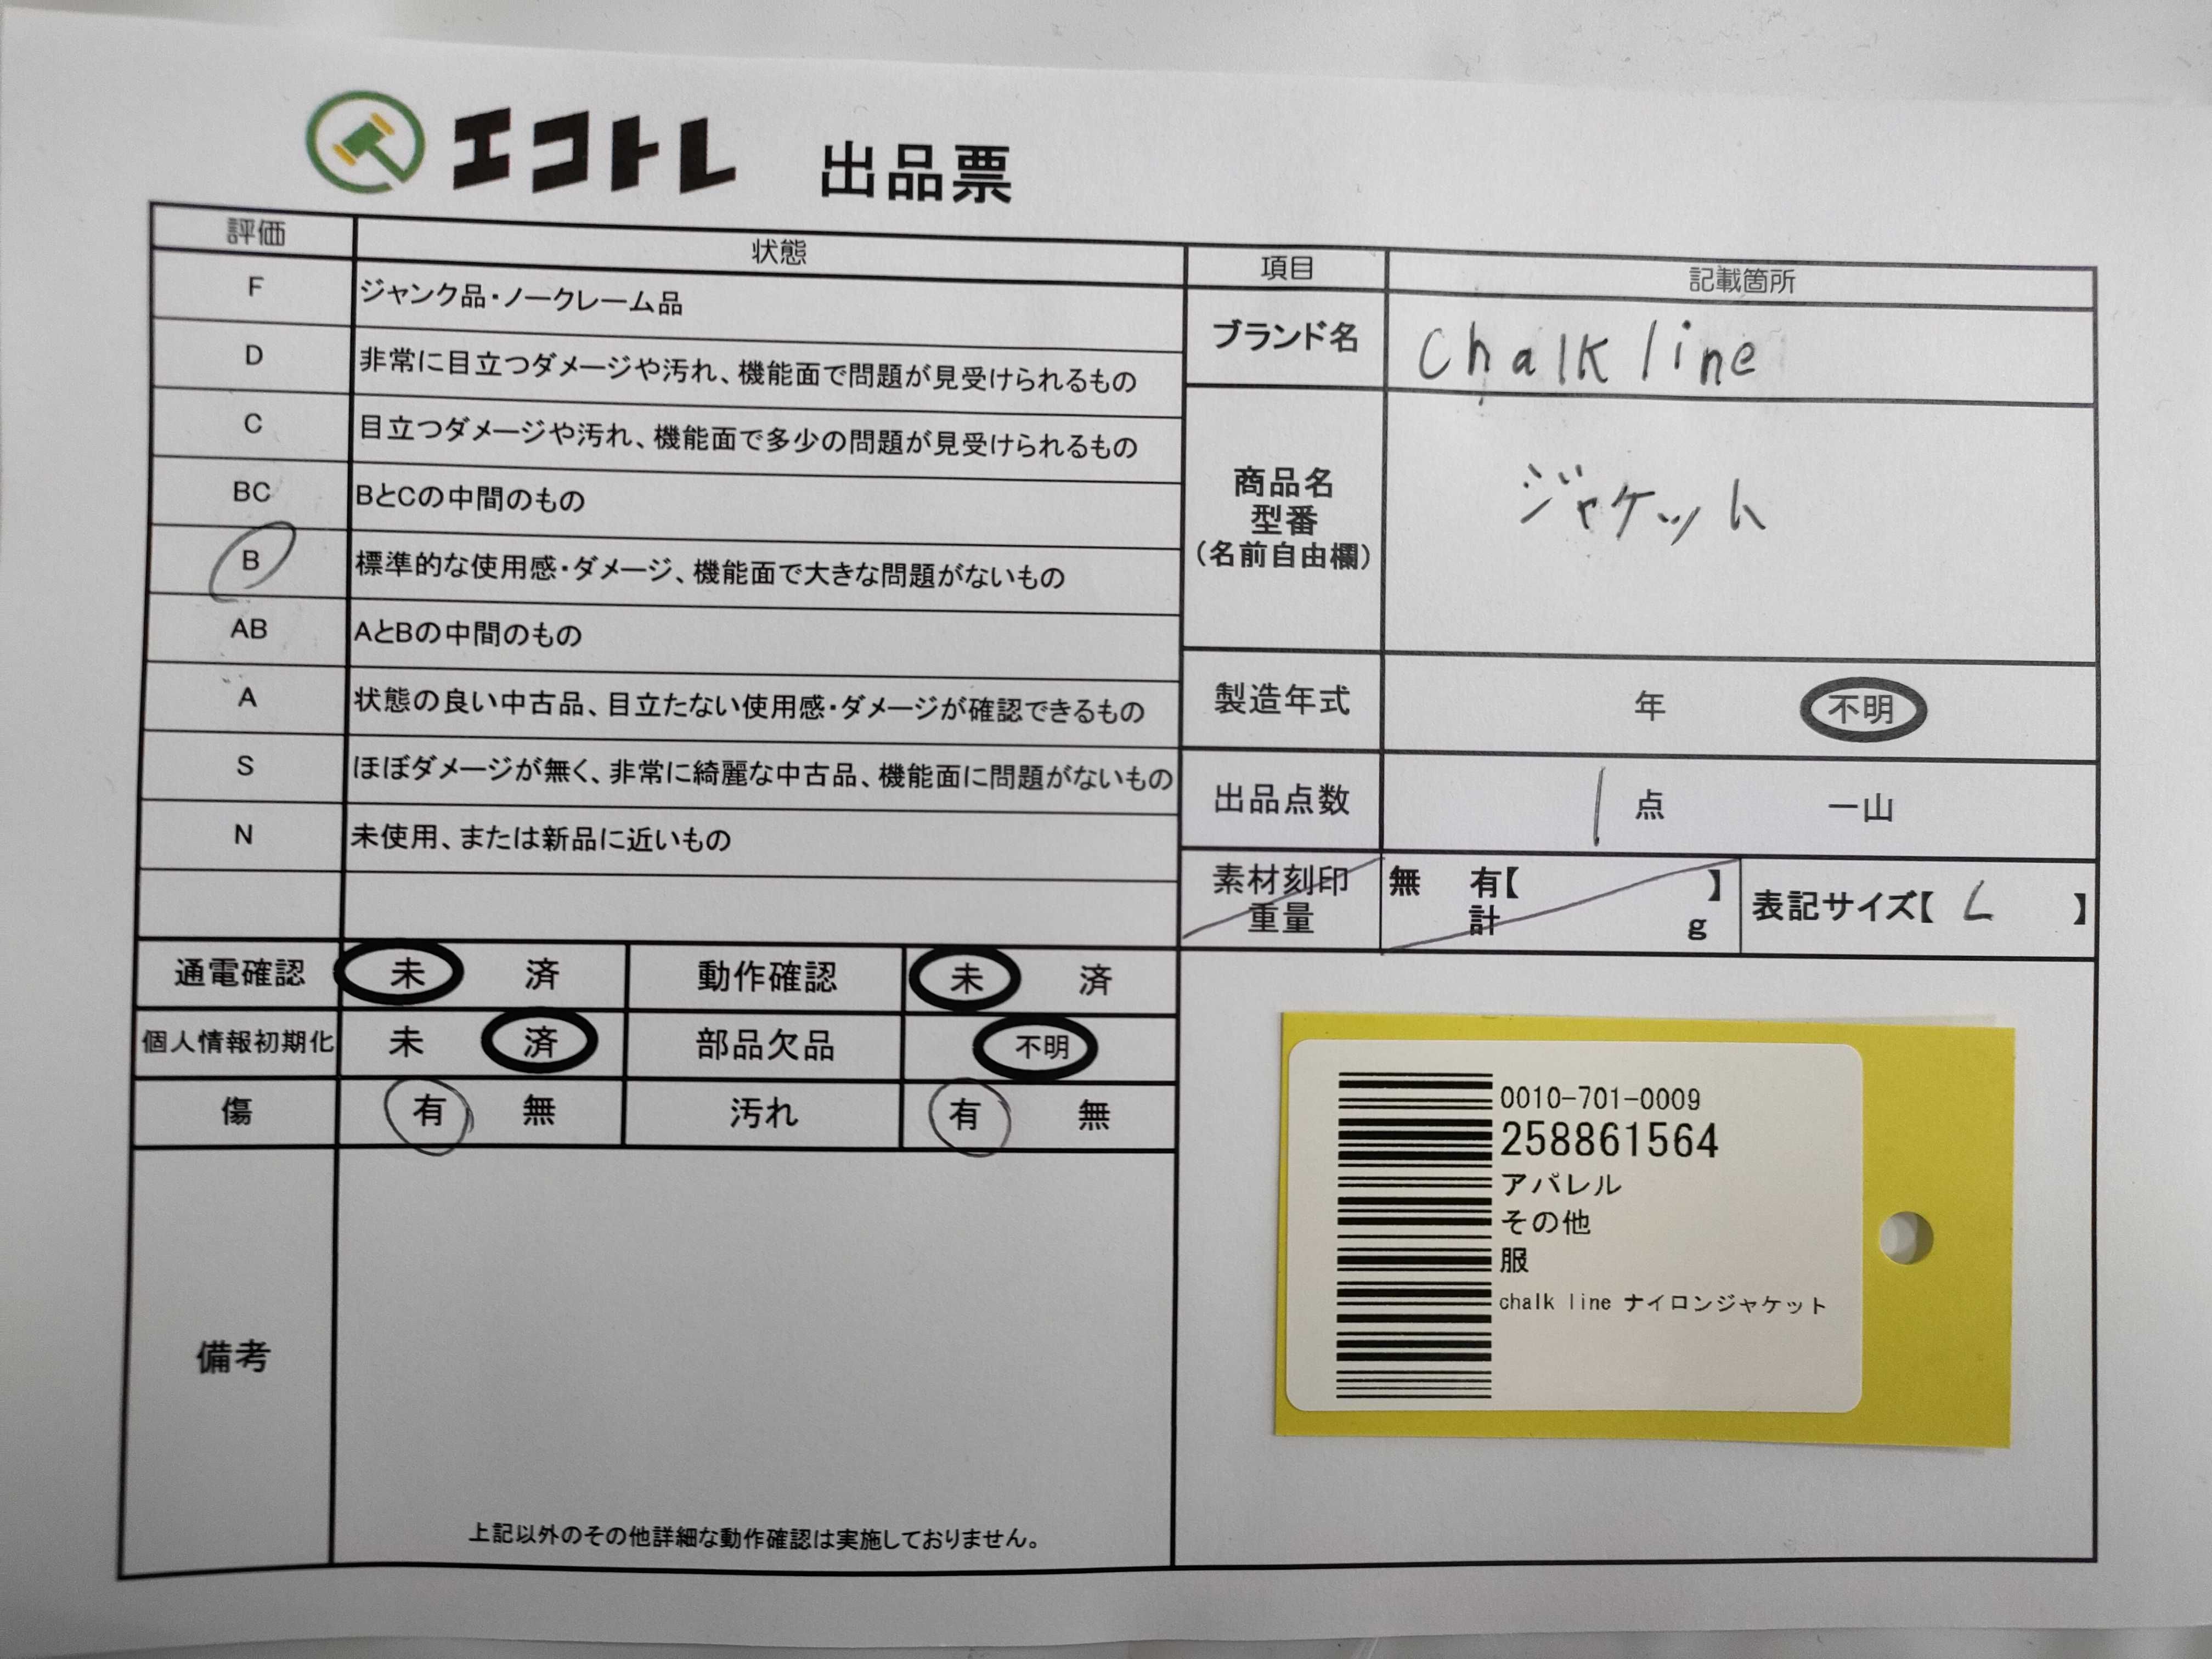 エコトレ 出品票
評価 状態
F ジャンク品・ノークレーム品
D 非常に目立つダメージや汚れ、機能面で問題が見受けられるもの
C 目立つダメージや汚れ、機能面で多少の問題が見受けられるもの
BC BとCの中間のもの
B 標準的な使用感・ダメージ、機能面で大きな問題がないもの
AB AとBの中間のもの
A 状態の良い中古品、目立たない使用感・ダメージが確認できるもの
S ほぼダメージが無く、非常に綺麗な中古品、機能面に問題がないもの
N 未使用、または新品に近いもの
通電確認 未 済 動作確認 未 済
個人情報初期化 未 済 部品欠品 不明
傷 有 無 汚れ 有 無
備考
上記以外のその他詳細な動作確認は実施しておりません。
項目 記載箇所
ブランド名 chalk line
商品名
型番
(名前自由欄)
ジャケット
製造年式 年 不明
出品点数 1 点 一山
素材刻印 無 有【 】
重量 計 g
表記サイズ【 L 】
0010-701-0009
258861564
アパレル
その他
服
chalk line ナイロンジャケット